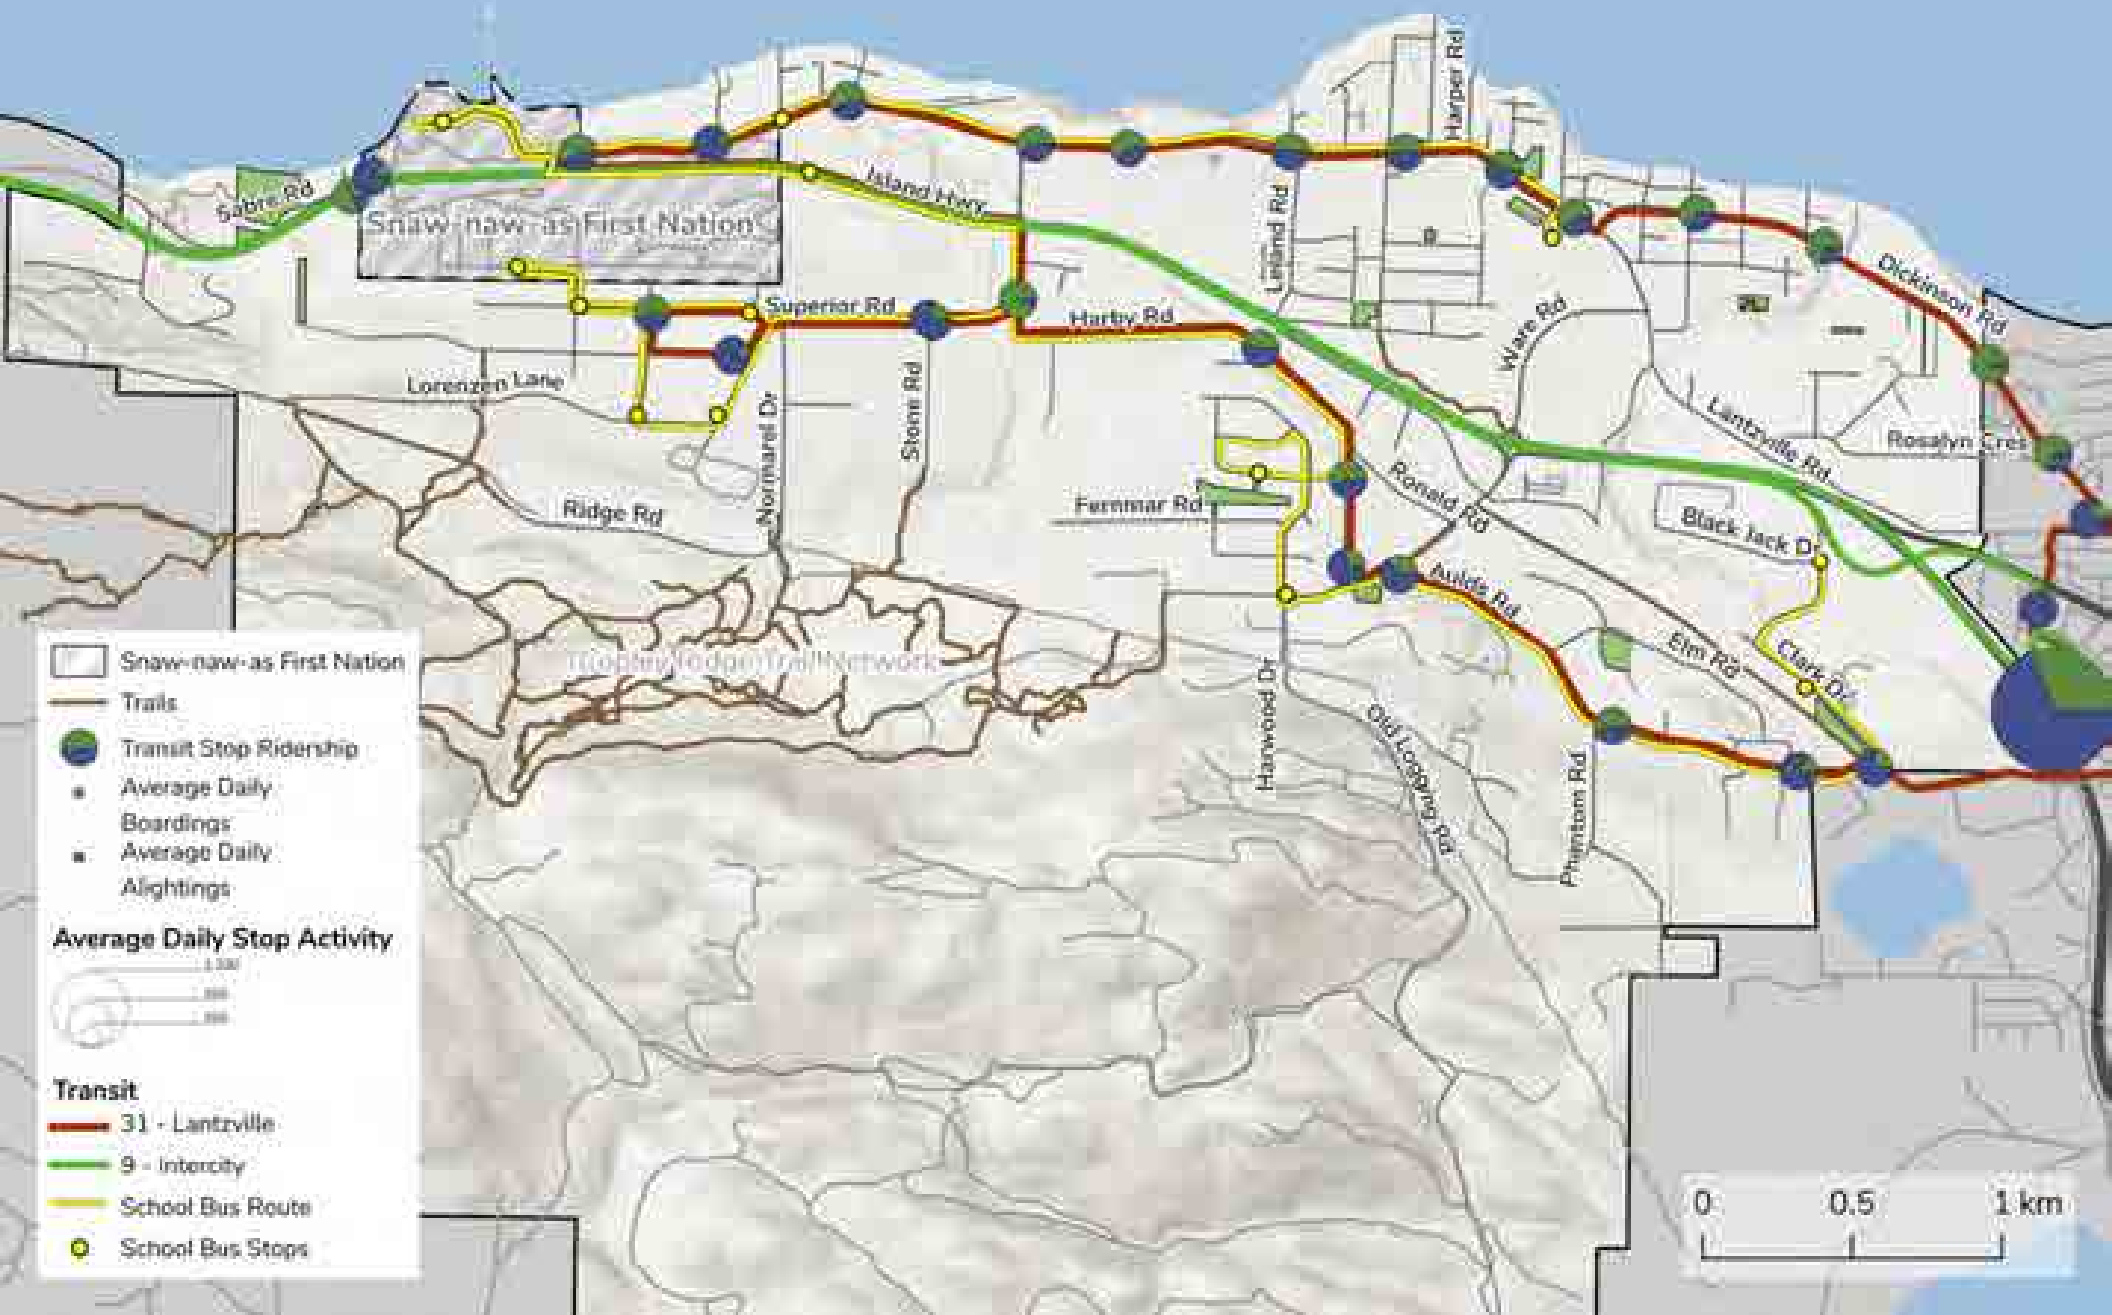 Harper Rd
Sabre Rd
Island Hwy
Snaw-naw-as First Nation
Leland Rd
Dickinson Rd
Superior Rd
Harby Rd
Ware Rd
Lorenzen Lane
Stone Rd
Normarel Dr
Lantzville Rd
Rosalyn Cres
Ronald Rd
Fernmar Rd
Ridge Rd
Black Jack D
Aulds Rd
Elm Rd
Clark Dr
Harwood Dr
Old Logging Rd
Phantom Rd
Snaw-naw-as First Nation
Trails
Transit Stop Ridership
Average Daily
Boardings
Average Daily
Alightings
Average Daily Stop Activity
Transit
31 - Lantzville
9 - Intercity
School Bus Route
School Bus Stops
0 0.5 1 km